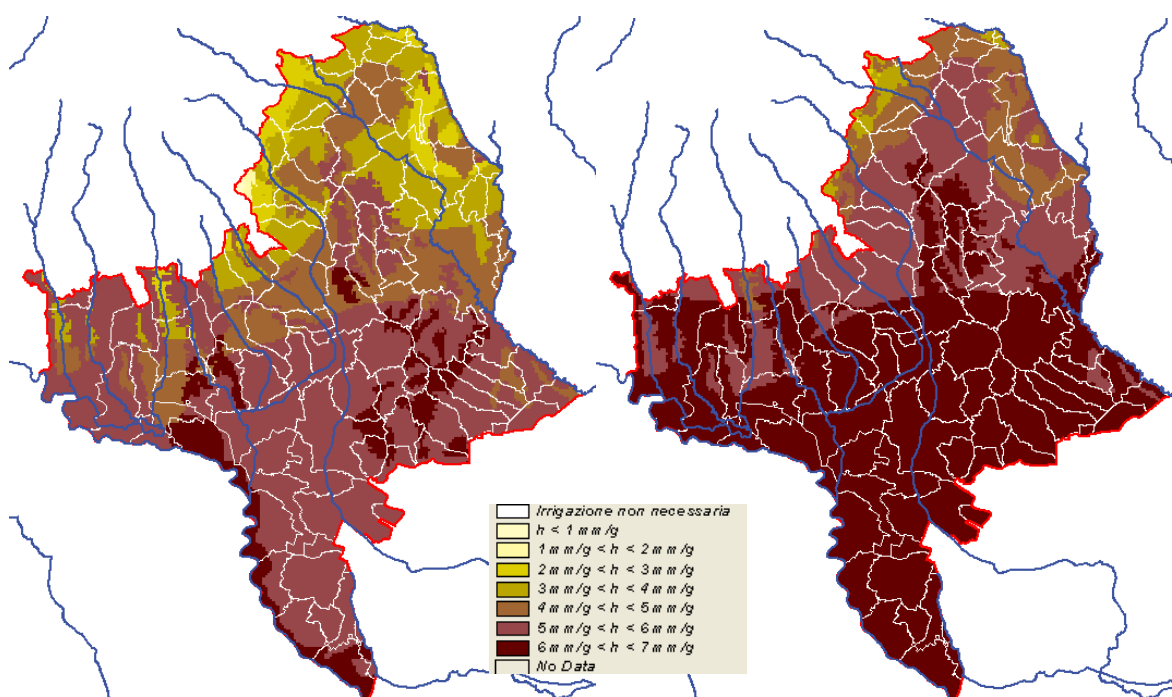 Irrigazione non necessaria
h < 1 mm/g
1 mm/g < h < 2 mm/g
2 mm/g < h < 3 mm/g
3 mm/g < h < 4 mm/g
4 mm/g < h < 5 mm/g
5 mm/g < h < 6 mm/g
6 mm/g < h < 7 mm/g
No Data